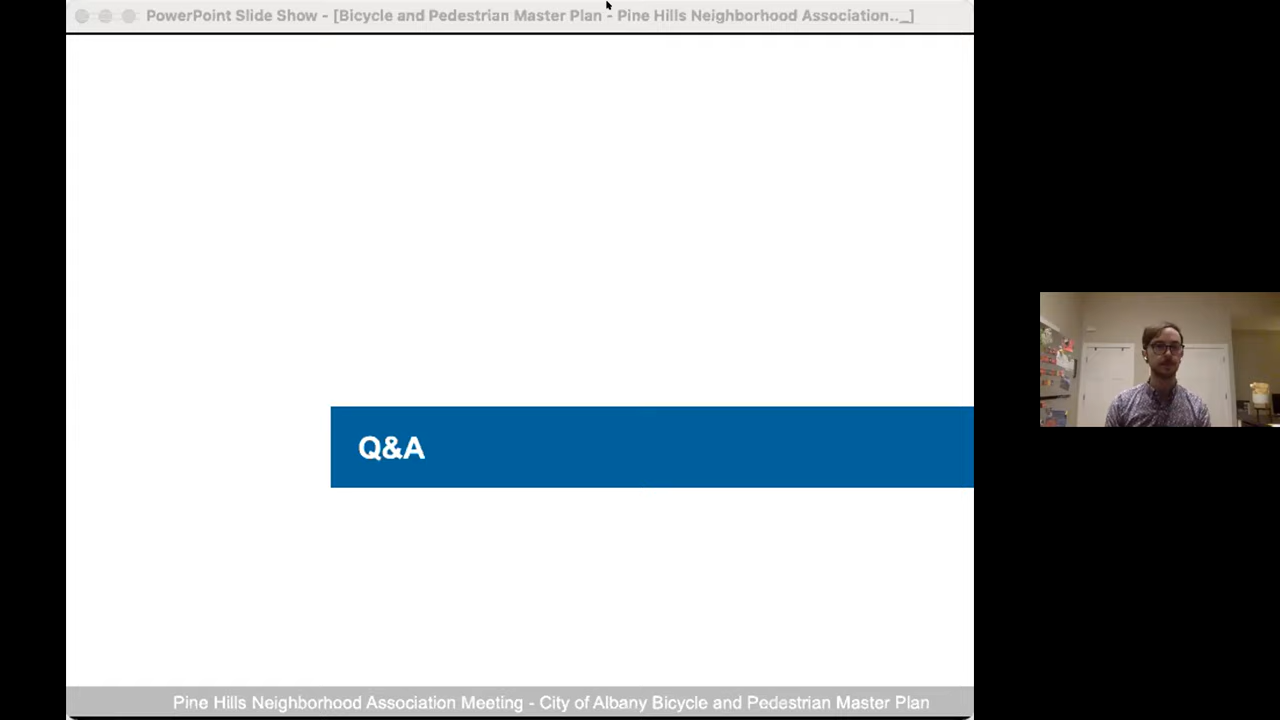 PowerPoint Slide Show - [Bicycle and Pedestrian Master Plan - Pine Hills Neighborhood Association.._]
Q&A
Pine Hills Neighborhood Association Meeting - City of Albany Bicycle and Pedestrian Master Plan